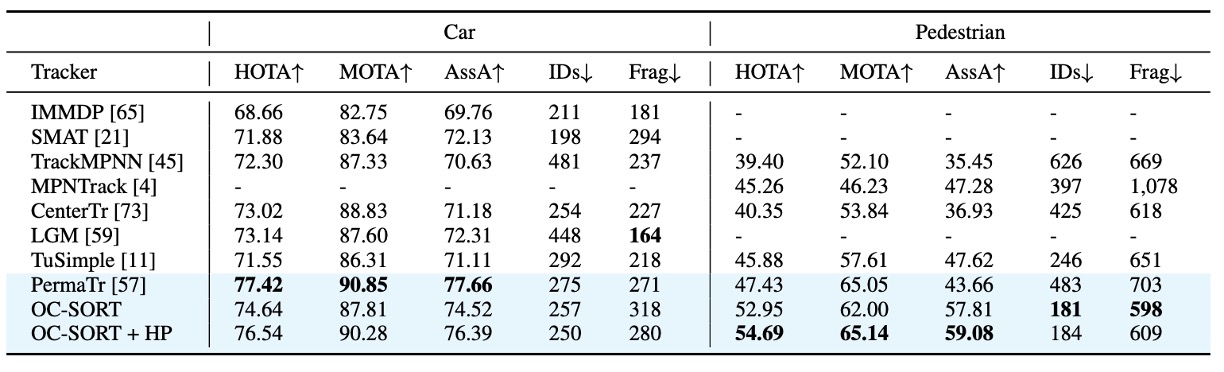 Car Pedestrian
Tracker HOTA↑ MOTA↑ AssA↑ IDs↓ Frag↓ HOTA↑ MOTA↑ AssA↑ IDs↓ Frag↓
IMMDP [65] 68.66 82.75 69.76 211 181 - - - - -
SMAT [21] 71.88 83.64 72.13 198 294 - - - - -
TrackMPNN [45] 72.30 87.33 70.63 481 237 39.40 52.10 35.45 626 669
MPNTrack [4] - - - - - 45.26 46.23 47.28 397 1,078
CenterTr [73] 73.02 88.83 71.18 254 227 40.35 53.84 36.93 425 618
LGM [59] 73.14 87.60 72.31 448 164 - - - - -
TuSimple [11] 71.55 86.31 71.11 292 218 45.88 57.61 47.62 246 651
PermaTr [57] 77.42 90.85 77.66 275 271 47.43 65.05 43.66 483 703
OC-SORT 74.64 87.81 74.52 257 318 52.95 62.00 57.81 181 598
OC-SORT + HP 76.54 90.28 76.39 250 280 54.69 65.14 59.08 184 609